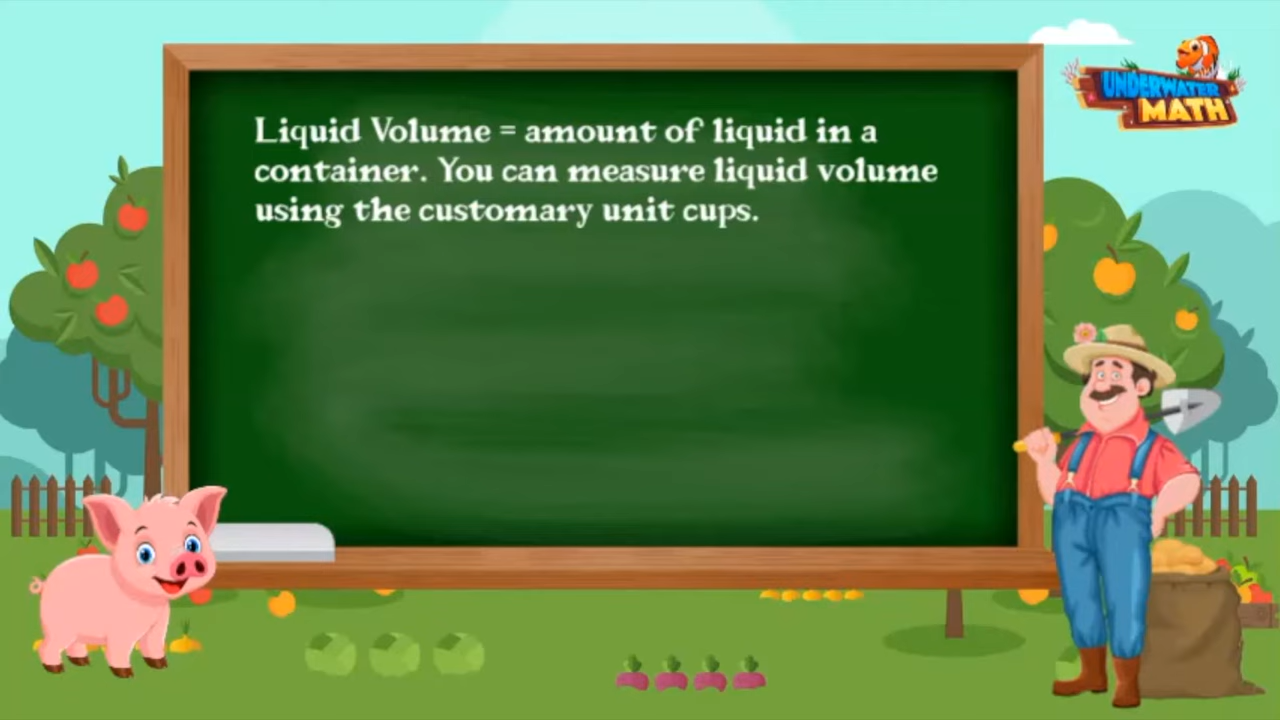 Liquid Volume = amount of liquid in a
container. You can measure liquid volume
using the customary unit cups.
UNDERWATER
MATH